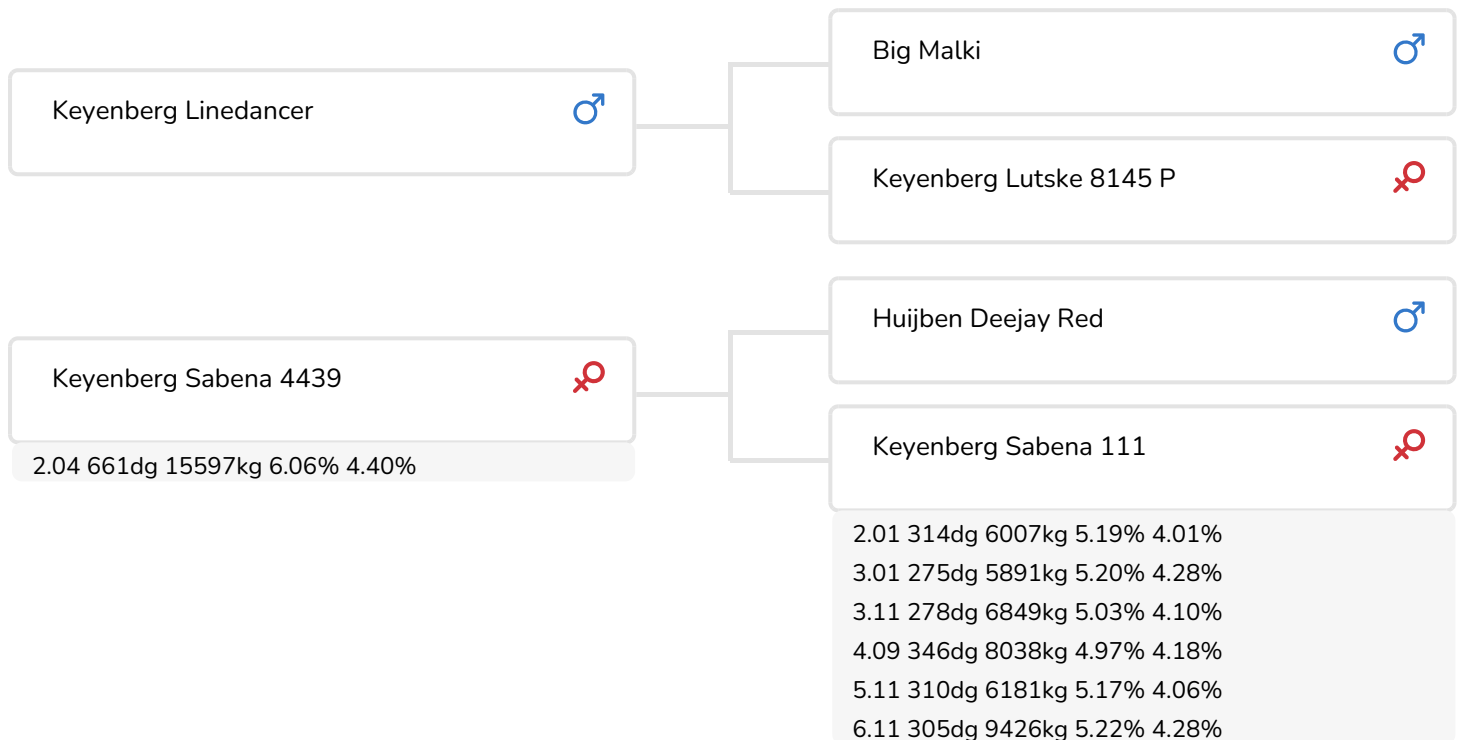 Keyenberg Linedancer
Big Malki
Keyenberg Lutske 8145 P
Keyenberg Sabena 4439
2.04 661dg 15597kg 6.06% 4.40%
Huijben Deejay Red
Keyenberg Sabena 111
2.01 314dg 6007kg 5.19% 4.01%
3.01 275dg 5891kg 5.20% 4.28%
3.11 278dg 6849kg 5.03% 4.10%
4.09 346dg 8038kg 4.97% 4.18%
5.11 310dg 6181kg 5.17% 4.06%
6.11 305dg 9426kg 5.22% 4.28%